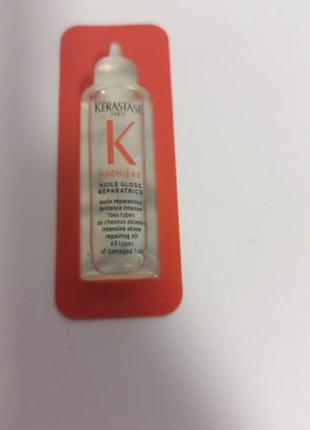 KÉRASTASE
PARIS
K
PREMIÈRE
HUILE GLOSS
RÉPARATRICE
Huile réparatrice
brillance intense
Tous types
de cheveux abîmés
intensive shine
repairing oil
All types
of damaged hair